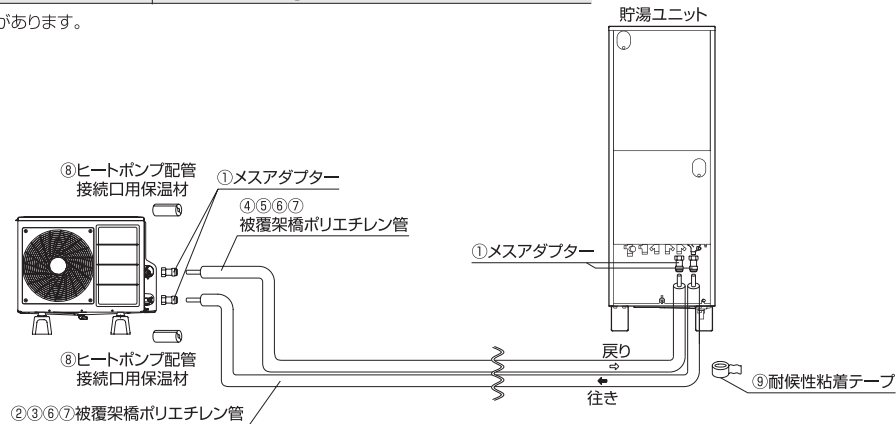 があります。
貯湯ユニット
⑧ヒートポンプ配管
接続口用保温材
①メスアダプター
④⑤⑥⑦
被覆架橋ポリエチレン管
①メスアダプター
戻り
⇨
⬅
往き
⑧ヒートポンプ配管
接続口用保温材
⑨耐候性粘着テープ
②③⑥⑦被覆架橋ポリエチレン管